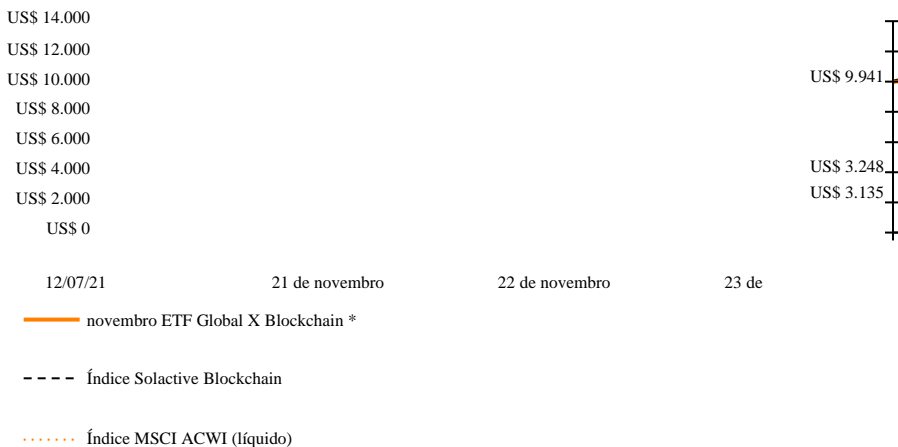 US$ 14.000
US$ 12.000
US$ 10.000
US$ 9.941
US$ 8.000
US$ 6.000
US$ 4.000
US$ 3.248
US$ 2.000
US$ 3.135
US$ 0
12/07/21 21 de novembro 22 de novembro 23 de
novembro ETF Global X Blockchain *
Índice Solactive Blockchain
Índice MSCI ACWI (líquido)